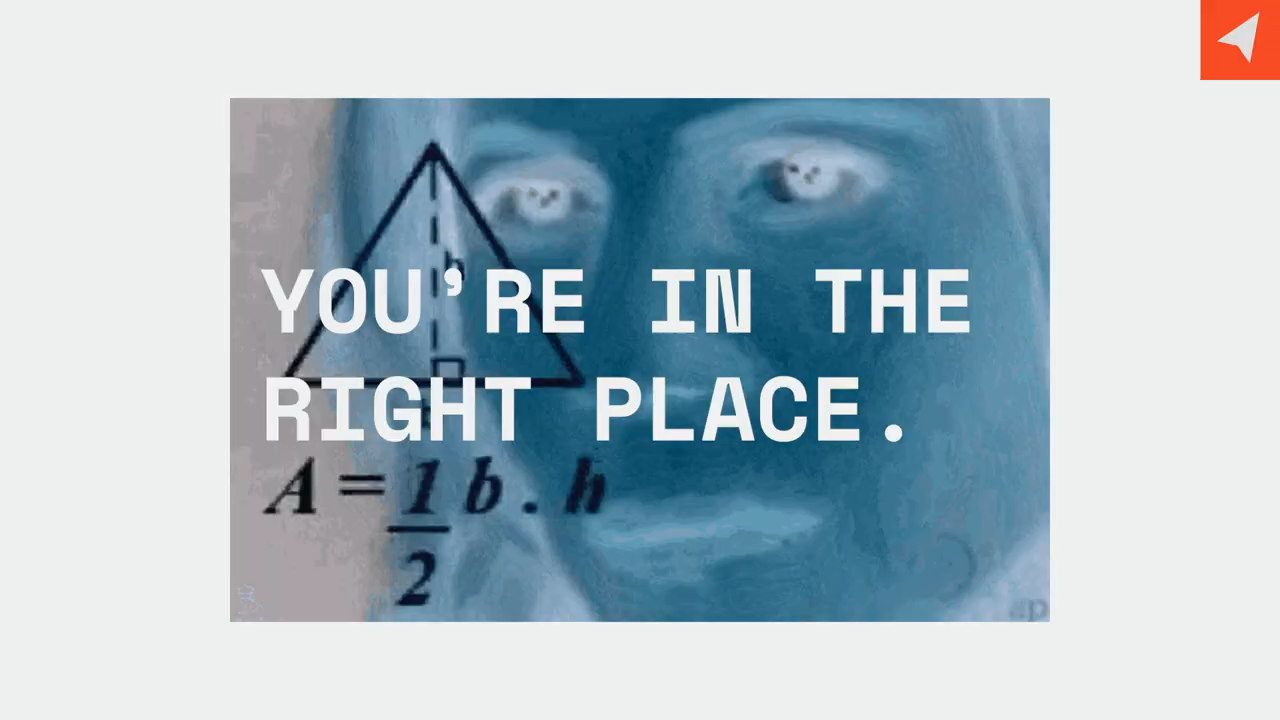 YOU’RE IN THE
RIGHT PLACE.
h
A = 1 b . h
2